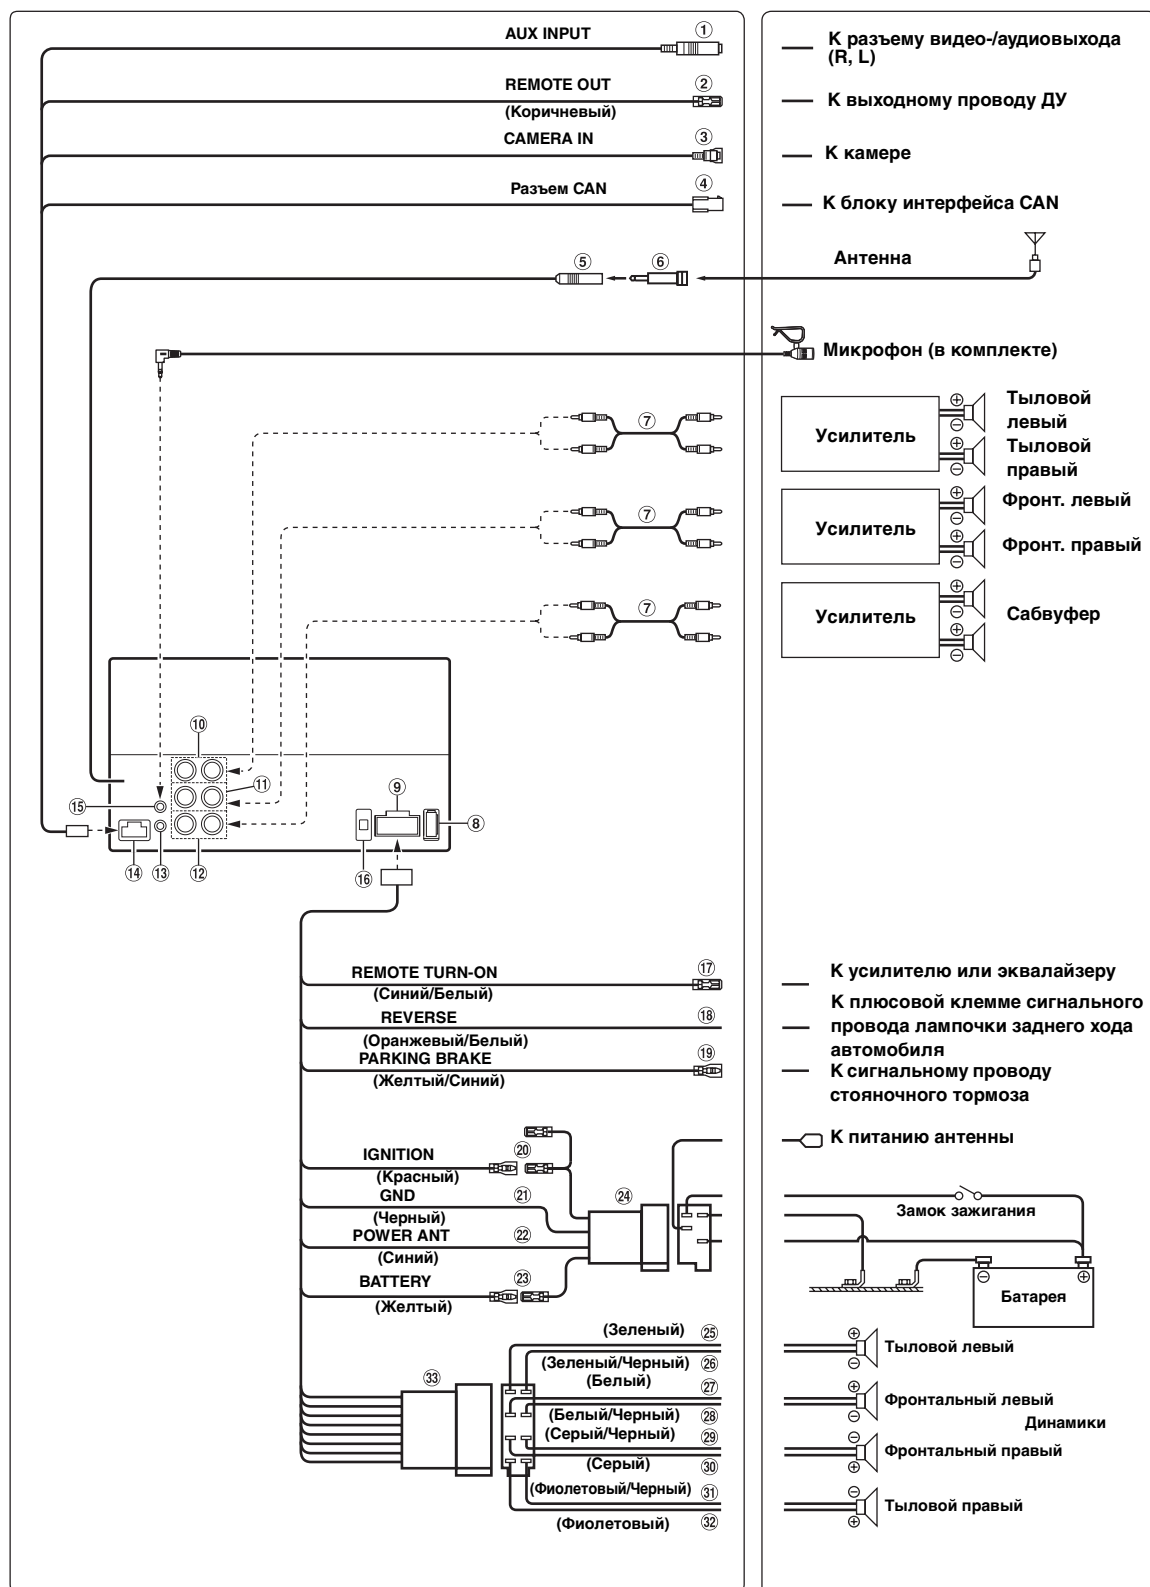 AUX INPUT ①
К разъему видео-/аудиовыхода
(R, L)
REMOTE OUT ②
(Коричневый)
К выходному проводу ДУ
CAMERA IN ③
К камере
Разъем CAN ④
К блоку интерфейса CAN
Антенна
⑤ ⑥
Микрофон (в комплекте)
⑦
Усилитель
Тыловой
левый
Тыловой
правый
⑦
Усилитель
Фронт. левый
Фронт. правый
⑦
Усилитель
Сабвуфер
⑩
⑪
⑨
⑮
⑧
⑭ ⑬ ⑫ ⑯
REMOTE TURN-ON ⑰
(Синий/Белый)
К усилителю или эквалайзеру
REVERSE ⑱
(Оранжевый/Белый)
К плюсовой клемме сигнального
провода лампочки заднего хода
автомобиля
PARKING BRAKE ⑲
(Желтый/Синий)
К сигнальному проводу
стояночного тормоза
К питанию антенны
IGNITION ⑳
(Красный)
GND ㉑
(Черный)
㉔
Замок зажигания
POWER ANT ㉒
(Синий)
BATTERY ㉓
(Желтый)
Батарея
(Зеленый) ㉕
Тыловой левый
(Зеленый/Черный) ㉖
(Белый) ㉗
㉝
Фронтальный левый
(Белый/Черный) ㉘
Динамики
(Серый/Черный) ㉙
Фронтальный правый
(Серый) ㉚
(Фиолетовый/Черный) ㉛
Тыловой правый
(Фиолетовый) ㉜